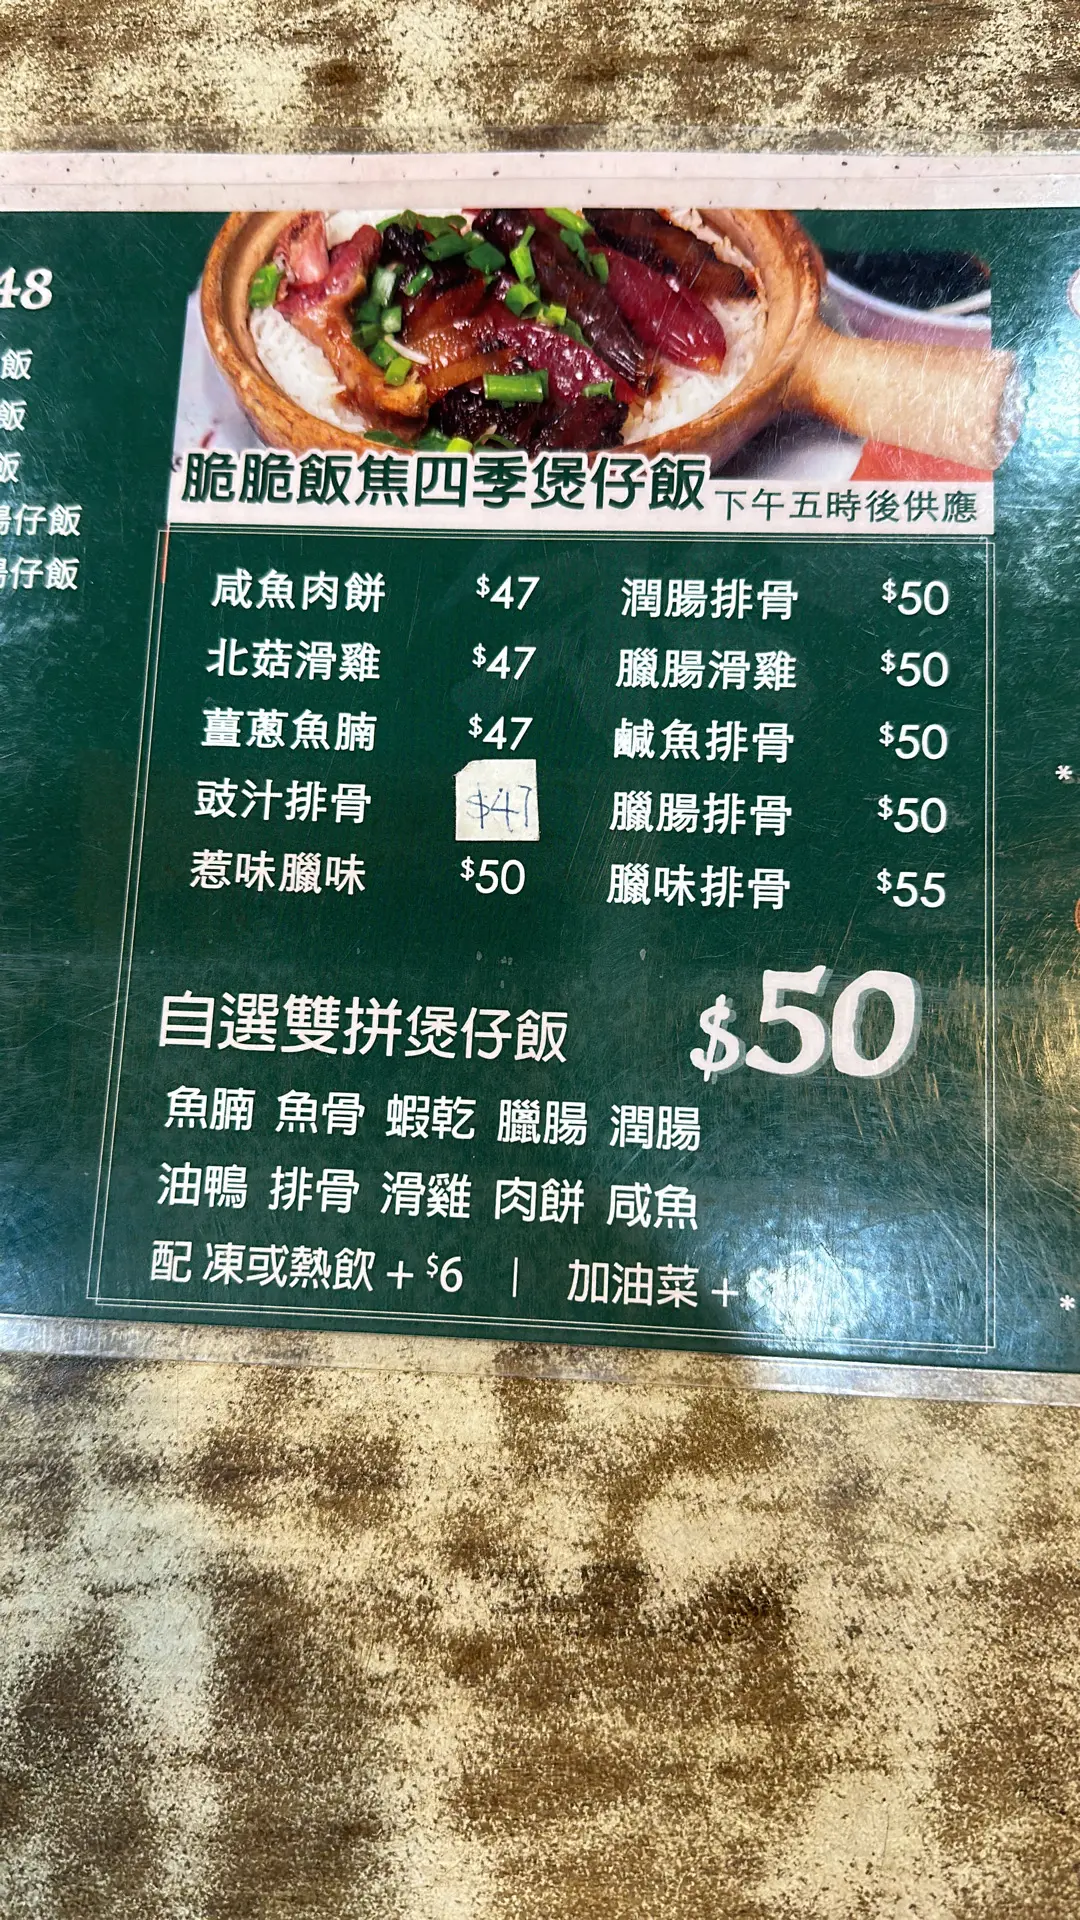 48
飯
飯
飯
腸仔飯
腸仔飯
脆脆飯焦四季煲仔飯 下午五時後供應
咸魚肉餅 $47 潤腸排骨 $50
北菇滑雞 $47 臘腸滑雞 $50
薑蔥魚腩 $47 鹹魚排骨 $50
豉汁排骨 $47 臘腸排骨 $50
惹味臘味 $50 臘味排骨 $55
自選雙拼煲仔飯 $50
魚腩 魚骨 蝦乾 臘腸 潤腸
油鴨 排骨 滑雞 肉餅 咸魚
配 凍或熱飲 + $6 | 加油菜 +
*
*